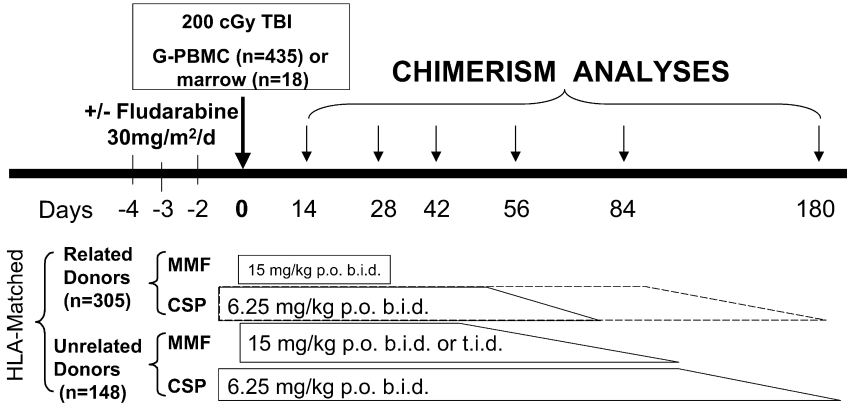 200 cGy TBI
G-PBMC (n=435) or
marrow (n=18)
CHIMERISM ANALYSES
+/- Fludarabine
30mg/m²/d
Days -4 -3 -2 0 14 28 42 56 84 180
HLA-Matched
Related
Donors
(n=305)
MMF
15 mg/kg p.o. b.i.d.
CSP
6.25 mg/kg p.o. b.i.d.
Unrelated
Donors
(n=148)
MMF
15 mg/kg p.o. b.i.d. or t.i.d.
CSP
6.25 mg/kg p.o. b.i.d.